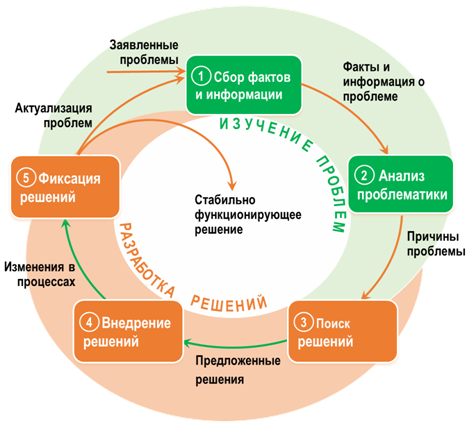 Заявленные
проблемы
① Сбор фактов
и информации
Факты и
информация о
проблеме
Актуализация
проблем
ИЗУЧЕНИЕ ПРОБЛЕМ
② Анализ
проблематики
⑤ Фиксация
решений
Стабильно
функционирующее
решение
Причины
проблемы
РАЗРАБОТКА РЕШЕНИЙ
Изменения в
процессах
④ Внедрение
решений
③ Поиск
решений
Предложенные
решения